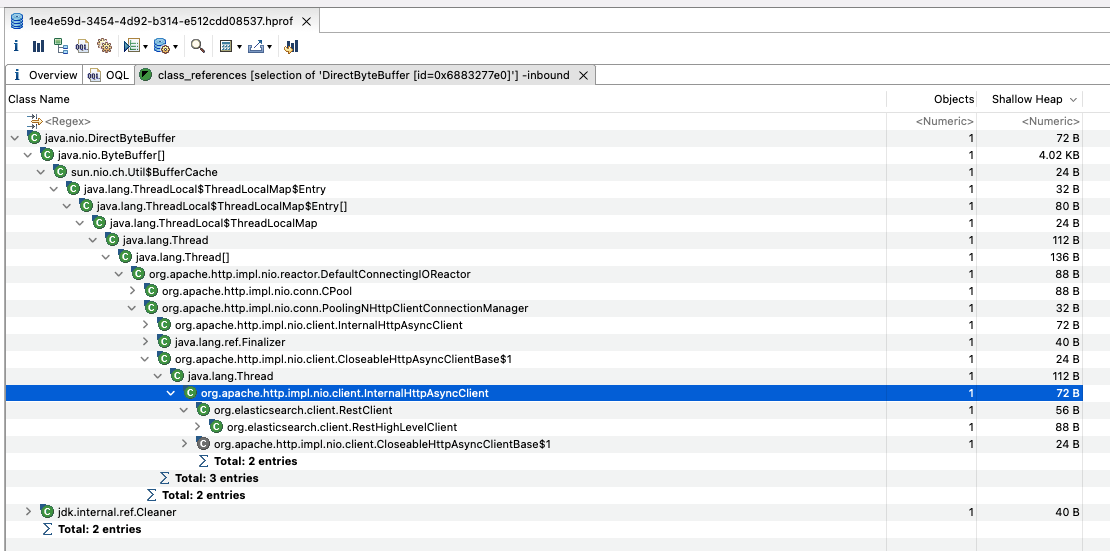 1ee4e59d-3454-4d92-b314-e512cdd08537.hprof
i OQL
i Overview OQL OQL class_references [selection of 'DirectByteBuffer [id=0x6883277e0]'] -inbound
Class Name Objects Shallow Heap
<Regex> <Numeric> <Numeric>
C java.nio.DirectByteBuffer 1 72 B
C java.nio.ByteBuffer[] 1 4.02 KB
C sun.nio.ch.Util$BufferCache 1 24 B
C java.lang.ThreadLocal$ThreadLocalMap$Entry 1 32 B
C java.lang.ThreadLocal$ThreadLocalMap$Entry[] 1 80 B
C java.lang.ThreadLocal$ThreadLocalMap 1 24 B
C java.lang.Thread 1 112 B
C java.lang.Thread[] 1 136 B
C org.apache.http.impl.nio.reactor.DefaultConnectingIOReactor 1 88 B
C org.apache.http.impl.nio.conn.CPool 1 88 B
C org.apache.http.impl.nio.conn.PoolingNHttpClientConnectionManager 1 32 B
C org.apache.http.impl.nio.client.InternalHttpAsyncClient 1 72 B
C java.lang.ref.Finalizer 1 40 B
C org.apache.http.impl.nio.client.CloseableHttpAsyncClientBase$1 1 24 B
C java.lang.Thread 1 112 B
C org.apache.http.impl.nio.client.InternalHttpAsyncClient 1 72 B
C org.elasticsearch.client.RestClient 1 56 B
C org.elasticsearch.client.RestHighLevelClient 1 88 B
C org.apache.http.impl.nio.client.CloseableHttpAsyncClientBase$1 1 24 B
Σ Total: 2 entries
Σ Total: 3 entries
Σ Total: 2 entries
C jdk.internal.ref.Cleaner 1 40 B
Σ Total: 2 entries